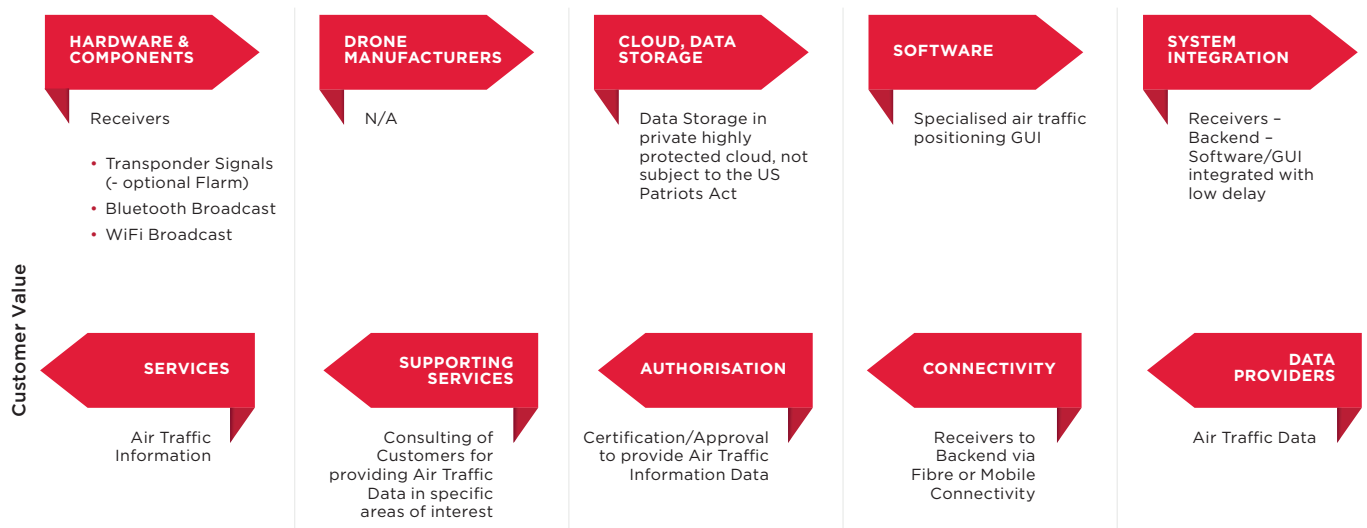 HARDWARE &
COMPONENTS
Receivers
• Transponder Signals
(- optional Flarm)
• Bluetooth Broadcast
• WiFi Broadcast
DRONE
MANUFACTURERS
N/A
CLOUD, DATA
STORAGE
Data Storage in
private highly
protected cloud, not
subject to the US
Patriots Act
SOFTWARE
Specialised air traffic
positioning GUI
SYSTEM
INTEGRATION
Receivers –
Backend –
Software/GUI
integrated with
low delay
Customer Value
SERVICES
Air Traffic
Information
SUPPORTING
SERVICES
Consulting of
Customers for
providing Air Traffic
Data in specific
areas of interest
AUTHORISATION
Certification/Approval
to provide Air Traffic
Information Data
CONNECTIVITY
Receivers to
Backend via
Fibre or Mobile
Connectivity
DATA
PROVIDERS
Air Traffic Data